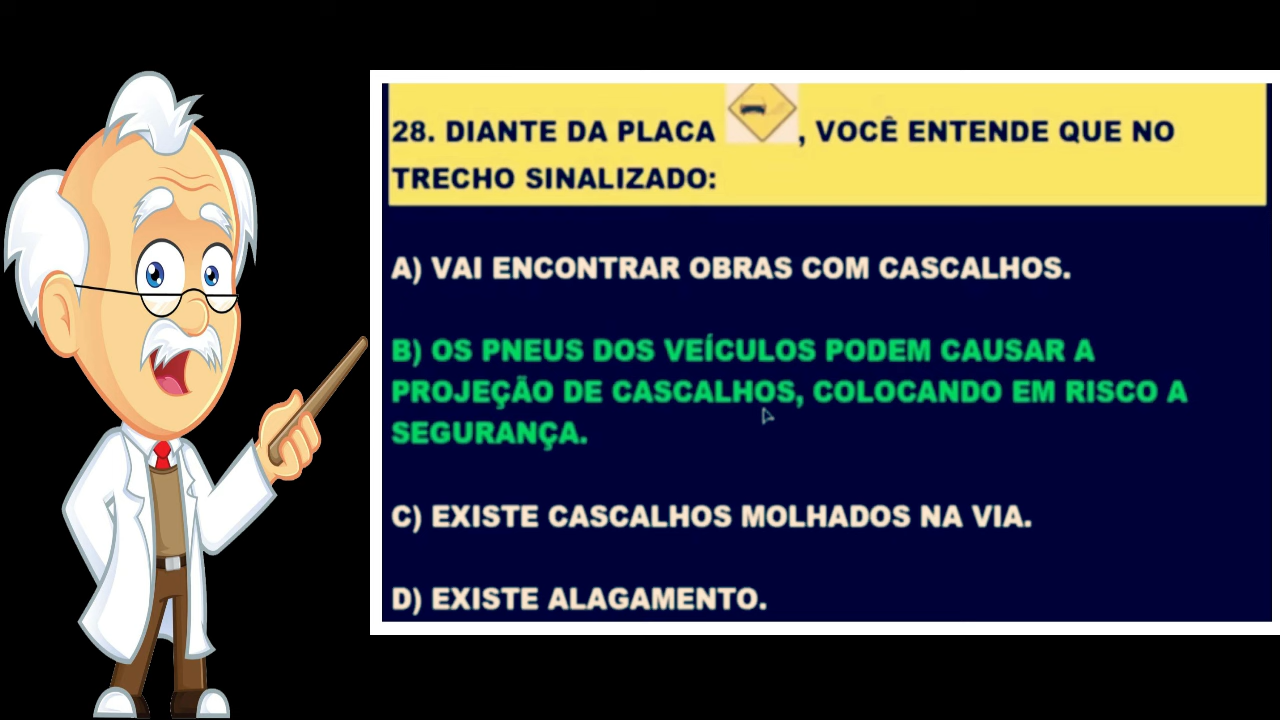 28. DIANTE DA PLACA , VOCÊ ENTENDE QUE NO
TRECHO SINALIZADO:
A) VAI ENCONTRAR OBRAS COM CASCALHOS.
B) OS PNEUS DOS VEÍCULOS PODEM CAUSAR A
PROJEÇÃO DE CASCALHOS, COLOCANDO EM RISCO A
SEGURANÇA.
C) EXISTE CASCALHOS MOLHADOS NA VIA.
D) EXISTE ALAGAMENTO.